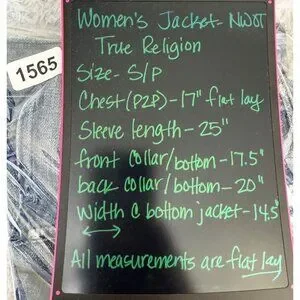 Women's Jacket- NWOT
True Religion
1565
Size- S/P
Chest (P2P) - 17" flat lay
Sleeve length - 25"
front collar/bottom - 17.5"
back collar/bottom - 20"
Width @ bottom jacket - 14.5"
All measurements are flat lay